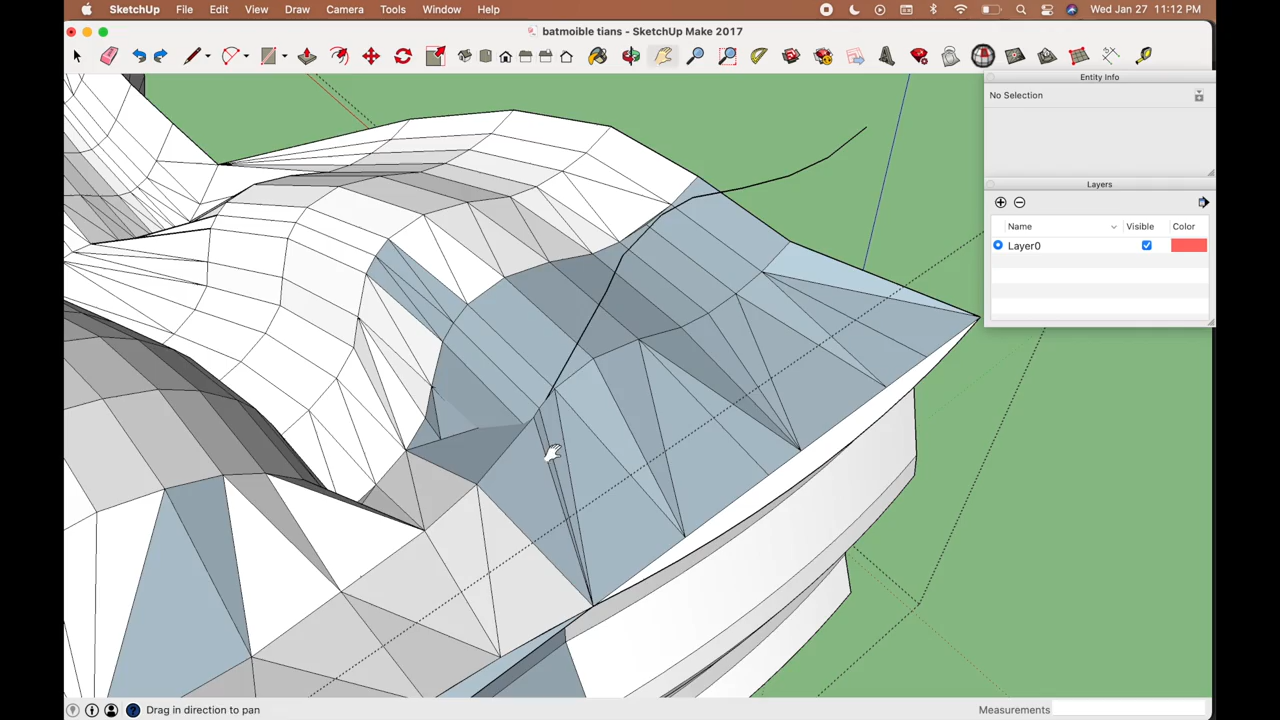 SketchUp File Edit View Draw Camera Tools Window Help Wed Jan 27 11:12 PM
batmoible tians - SketchUp Make 2017
Entity Info
No Selection
Layers
Name Visible Color
Layer0
Drag in direction to pan Measurements